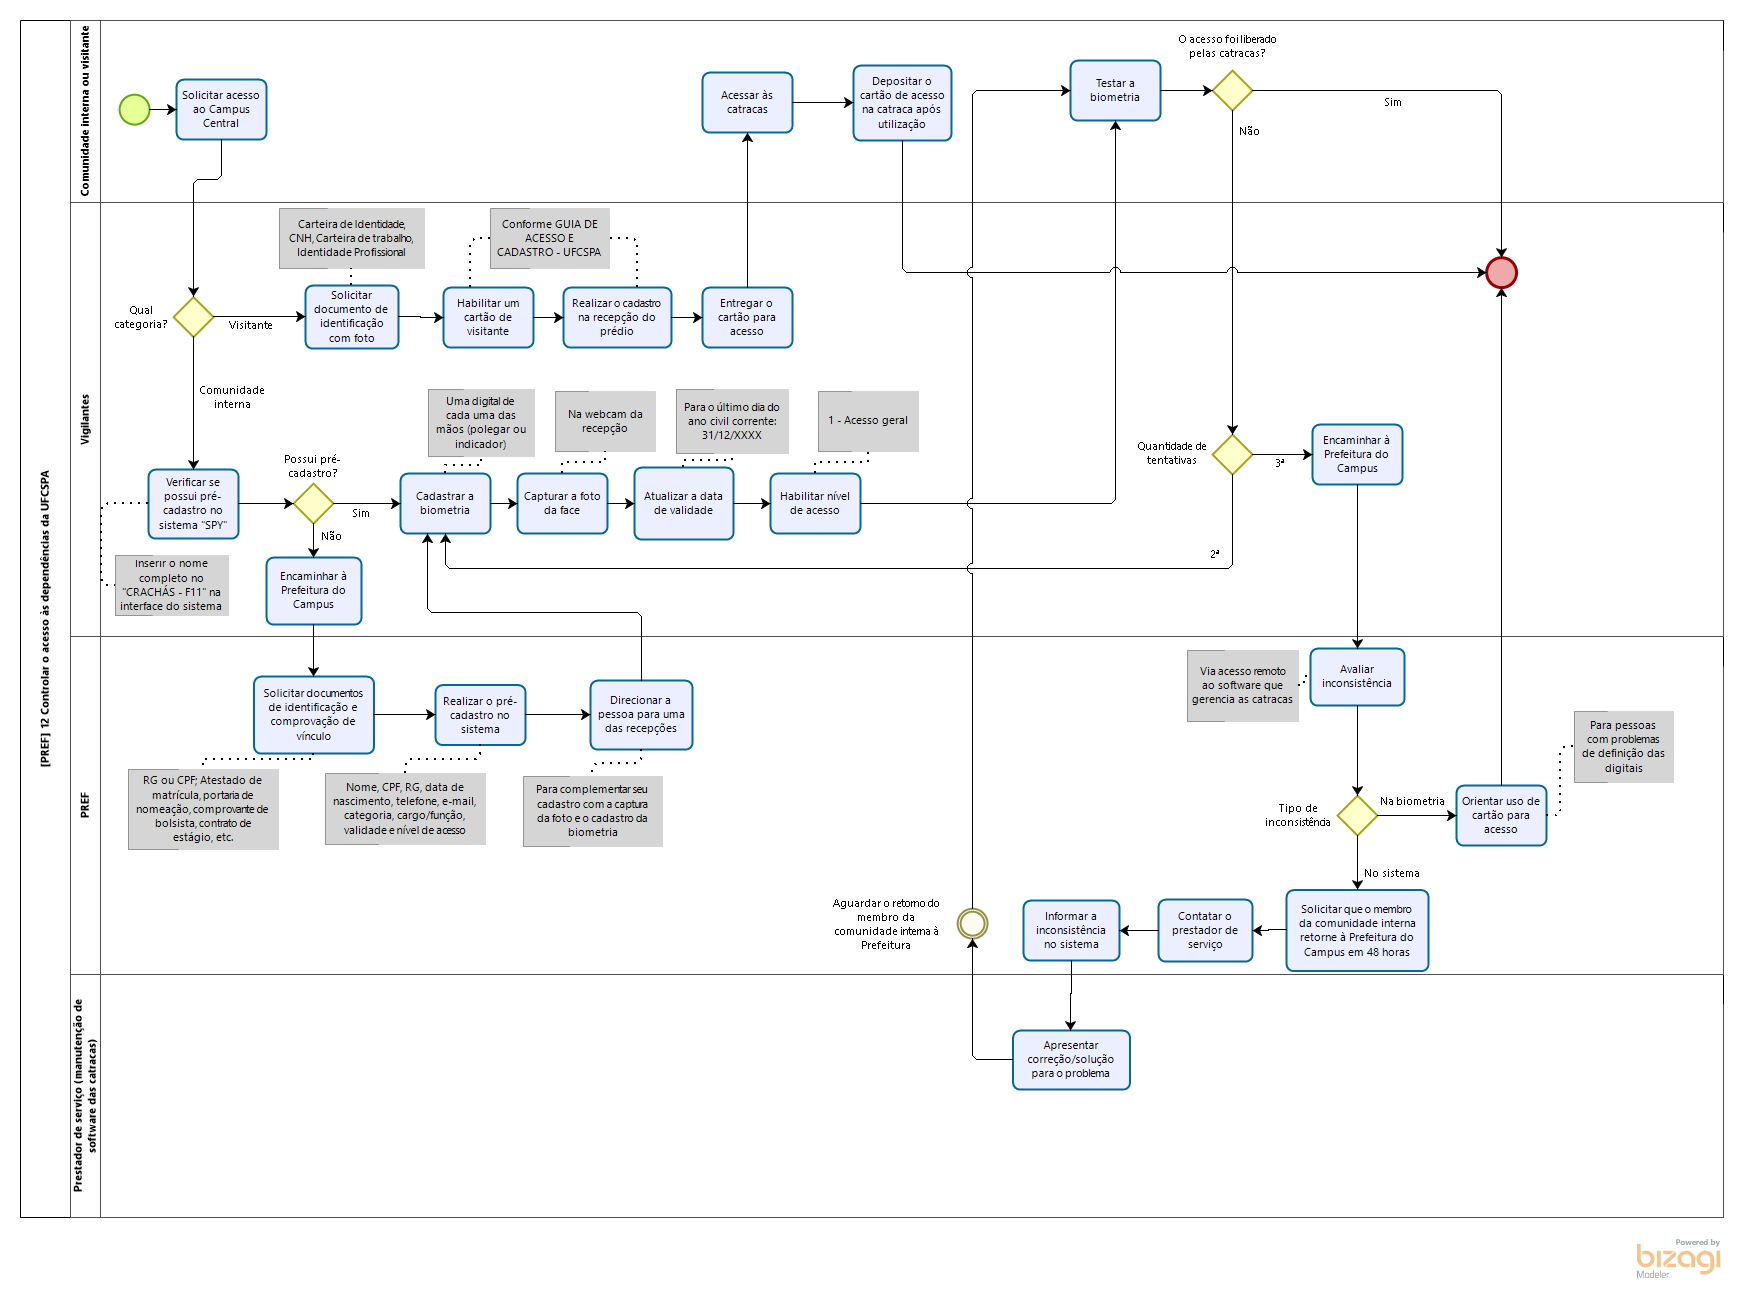 [PREF] 12 Controlar o acesso às dependências da UFCSPA
Comunidade interna ou visitante
Solicitar acesso
ao Campus
Central
Acessar às
catracas
Depositar o
cartão de acesso
na catraca após
utilização
Testar a
biometria
O acesso foi liberado
pelas catracas?
Sim
Não
Vigilantes
Qual
categoria?
Visitante
Comunidade
interna
Carteira de Identidade,
CNH, Carteira de trabalho,
Identidade Profissional
Solicitar
documento de
identificação
com foto
Conforme GUIA DE
ACESSO E
CADASTRO - UFCSPA
Habilitar um
cartão de
visitante
Realizar o cadastro
na recepção do
prédio
Entregar o
cartão para
acesso
Verificar se
possui pré-
cadastro no
sistema "SPY"
Inserir o nome
completo no
"CRACHÁS - F11" na
interface do sistema
Possui pré-
cadastro?
Sim
Não
Encaminhar à
Prefeitura do
Campus
Uma digital de
cada uma das
mãos (polegar ou
indicador)
Cadastrar a
biometria
Na webcam da
recepção
Capturar a foto
da face
Para o último dia do
ano civil corrente:
31/12/XXXX
Atualizar a data
de validade
1 - Acesso geral
Habilitar nível
de acesso
Quantidade de
tentativas
3ª
2ª
Encaminhar à
Prefeitura do
Campus
PREF
Solicitar documentos
de identificação e
comprovação de
vínculo
RG ou CPF; Atestado de
matrícula, portaria de
nomeação, comprovante de
bolsista, contrato de
estágio, etc.
Realizar o pré-
cadastro no
sistema
Nome, CPF, RG, data de
nascimento, telefone, e-mail,
categoria, cargo/função,
validade e nível de acesso
Direcionar a
pessoa para uma
das recepções
Para complementar seu
cadastro com a captura
da foto e o cadastro da
biometria
Via acesso remoto
ao software que
gerencia as catracas
Avaliar
inconsistência
Tipo de
inconsistência
Na biometria
No sistema
Orientar uso de
cartão para
acesso
Para pessoas
com problemas
de definição das
digitais
Solicitar que o membro
da comunidade interna
retorne à Prefeitura do
Campus em 48 horas
Contatar o
prestador de
serviço
Informar a
inconsistência
no sistema
Aguardar o retorno do
membro da
comunidade interna à
Prefeitura
Prestador de serviço (manutenção de
software das catracas)
Apresentar
correção/solução
para o problema
Powered by
bizagi
Modeler